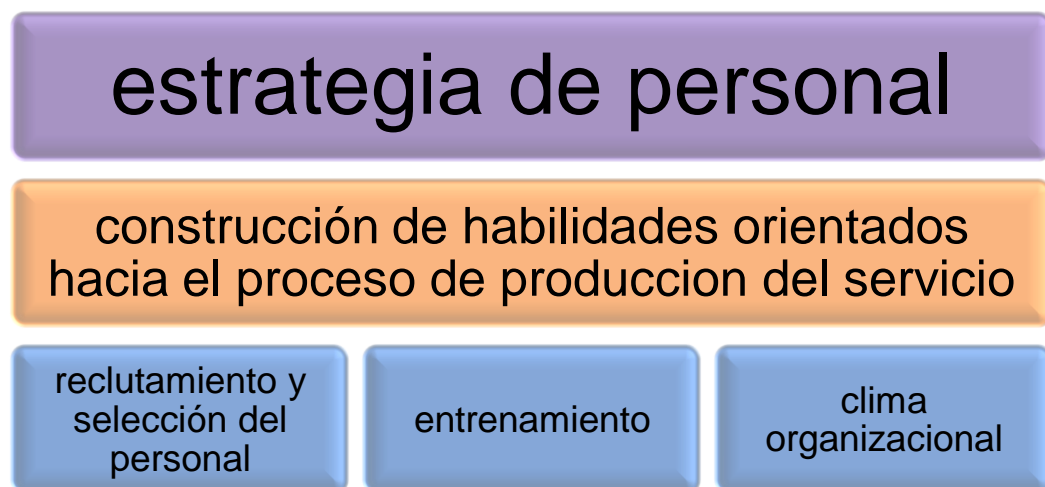 estrategia de personal
construcción de habilidades orientados
hacia el proceso de produccion del servicio
reclutamiento y
selección del
personal
entrenamiento
clima
organizacional